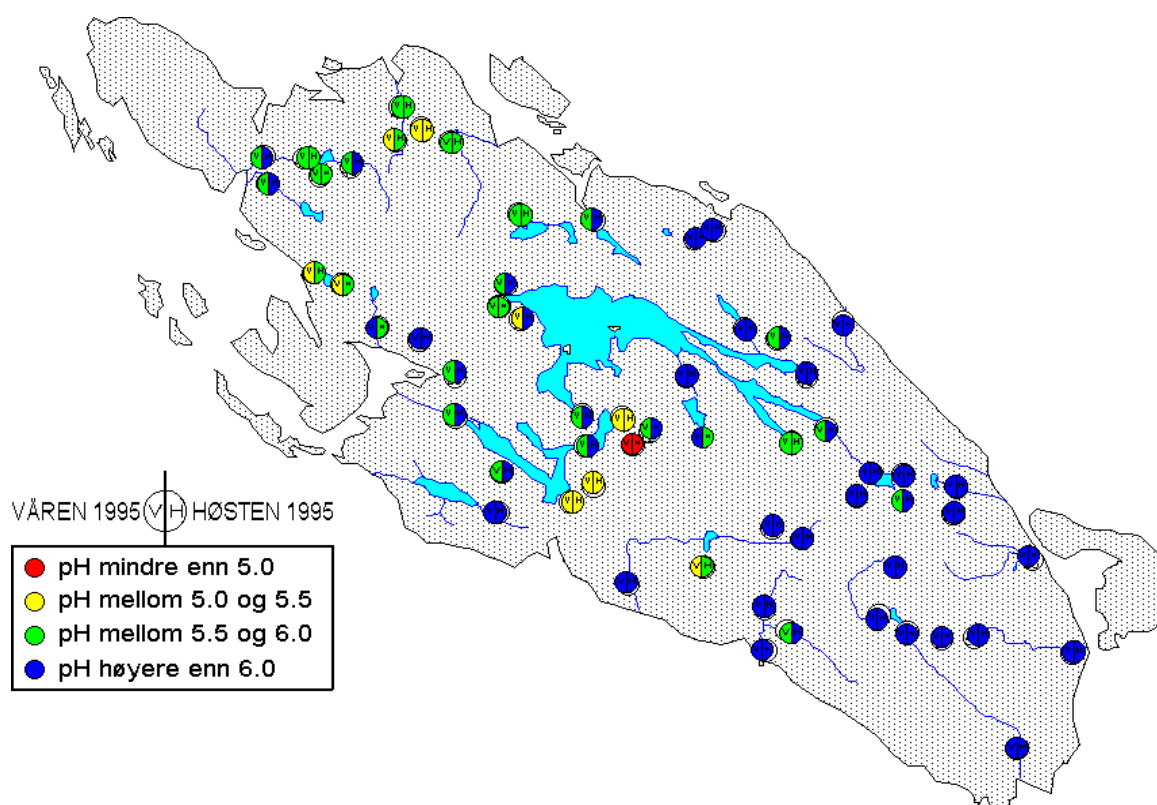 VÅREN 1995 V H HØSTEN 1995
pH mindre enn 5.0
pH mellom 5.0 og 5.5
pH mellom 5.5 og 6.0
pH høyere enn 6.0